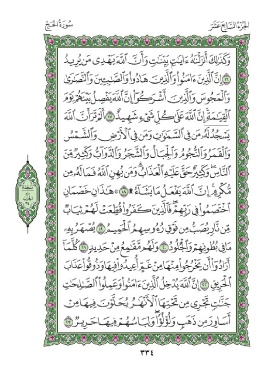 الجزء السابع عشر
سورة الحج
وَكَذَٰلِكَ أَنزَلْنَٰهُ ءَايَٰتٍۭ بَيِّنَٰتٍ وَأَنَّ ٱللَّهَ يَهْدِى مَن يُرِيدُ
١٦ إِنَّ ٱلَّذِينَ ءَامَنُوا۟ وَٱلَّذِينَ هَادُوا۟ وَٱلصَّٰبِـِٔينَ وَٱلنَّصَٰرَىٰ
وَٱلْمَجُوسَ وَٱلَّذِينَ أَشْرَكُوٓا۟ إِنَّ ٱللَّهَ يَفْصِلُ بَيْنَهُمْ يَوْمَ
ٱلْقِيَٰمَةِ إِنَّ ٱللَّهَ عَلَىٰ كُلِّ شَىْءٍ شَهِيدٌ ١٧ أَلَمْ تَرَ أَنَّ ٱللَّهَ
يَسْجُدُ لَهُۥ مَن فِى ٱلسَّمَٰوَٰتِ وَمَن فِى ٱلْأَرْضِ وَٱلشَّمْسُ
وَٱلْقَمَرُ وَٱلنُّجُومُ وَٱلْجِبَالُ وَٱلشَّجَرُ وَٱلدَّوَآبُّ وَكَثِيرٌ مِّنَ
ٱلنَّاسِ وَكَثِيرٌ حَقَّ عَلَيْهِ ٱلْعَذَابُ وَمَن يُهِنِ ٱللَّهُ فَمَا لَهُۥ مِن
مُّكْرِمٍ إِنَّ ٱللَّهَ يَفْعَلُ مَا يَشَآءُ ۩ ١٨ هَٰذَانِ خَصْمَانِ
ٱخْتَصَمُوا۟ فِى رَبِّهِمْ فَٱلَّذِينَ كَفَرُوا۟ قُطِّعَتْ لَهُمْ ثِيَابٌ
مِّن نَّارٍ يُصَبُّ مِن فَوْقِ رُءُوسِهِمُ ٱلْحَمِيمُ ١٩ يُصْهَرُ بِهِۦ
مَا فِى بُطُونِهِمْ وَٱلْجُلُودُ ٢٠ وَلَهُم مَّقَٰمِعُ مِنْ حَدِيدٍ ٢١ كُلَّمَآ
أَرَادُوٓا۟ أَن يَخْرُجُوا۟ مِنْهَا مِنْ غَمٍّ أُعِيدُوا۟ فِيهَا وَذُوقُوا۟ عَذَابَ
ٱلْحَرِيقِ ٢٢ إِنَّ ٱللَّهَ يُدْخِلُ ٱلَّذِينَ ءَامَنُوا۟ وَعَمِلُوا۟ ٱلصَّٰلِحَٰتِ
جَنَّٰتٍ تَجْرِى مِن تَحْتِهَا ٱلْأَنْهَٰرُ يُحَلَّوْنَ فِيهَا مِنْ
أَسَاوِرَ مِن ذَهَبٍ وَلُؤْلُؤًا وَلِبَاسُهُمْ فِيهَا حَرِيرٌ ٢٣
٣٣٤